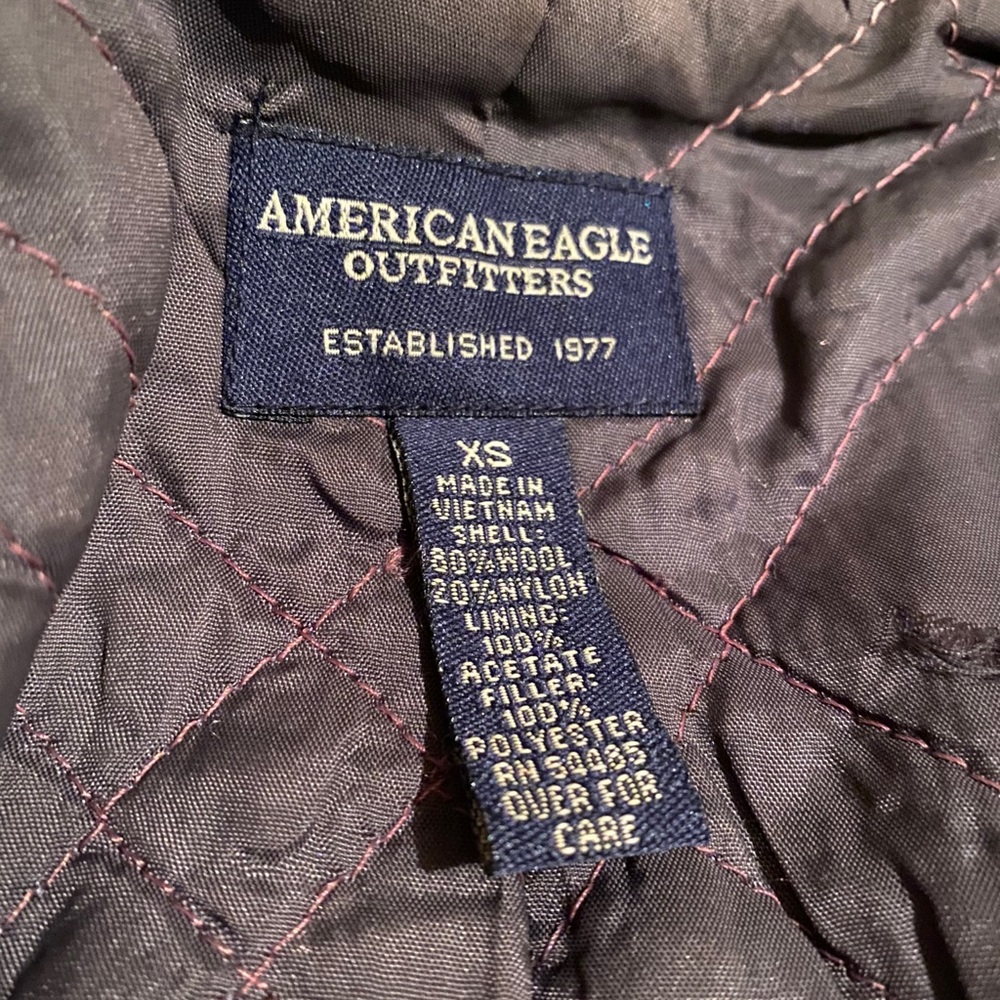 AMERICAN EAGLE
OUTFITTERS
ESTABLISHED 1977
XS
MADE IN
VIETNAM
SHELL:
80% WOOL
20% NYLON
LINING:
100%
ACETATE
FILLER:
100%
POLYESTER
RN 54485
OVER FOR
CARE